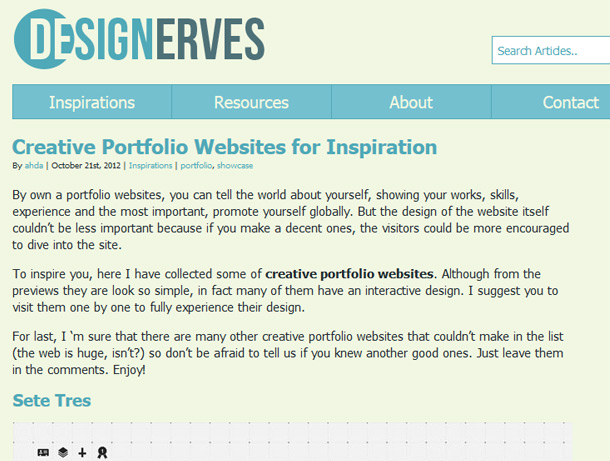 DESIGNERVES
Search Articles..
Inspirations Resources About Contact
Creative Portfolio Websites for Inspiration
By ahda | October 21st, 2012 | Inspirations | portfolio, showcase
By own a portfolio websites, you can tell the world about yourself, showing your works, skills,
experience and the most important, promote yourself globally. But the design of the website itself
couldn't be less important because if you make a decent ones, the visitors could be more encouraged
to dive into the site.
To inspire you, here I have collected some of creative portfolio websites. Although from the
previews they are look so simple, in fact many of them have an interactive design. I suggest you to
visit them one by one to fully experience their design.
For last, I 'm sure that there are many other creative portfolio websites that couldn't make in the list
(the web is huge, isn't?) so don't be afraid to tell us if you knew another good ones. Just leave them
in the comments. Enjoy!
Sete Tres